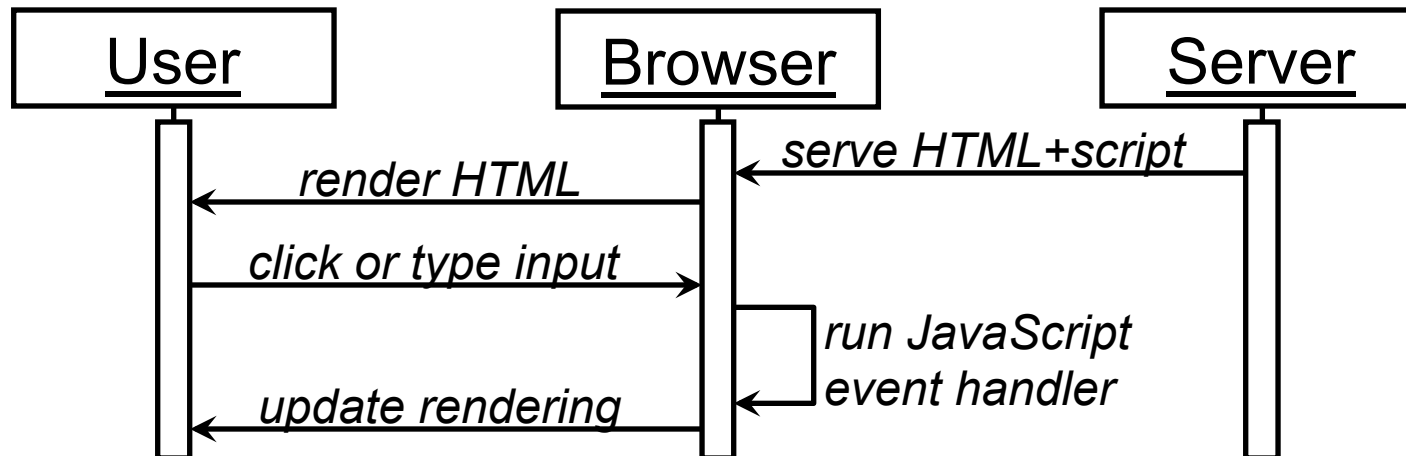 User
Browser
Server
serve HTML+script
render HTML
click or type input
run JavaScript
event handler
update rendering